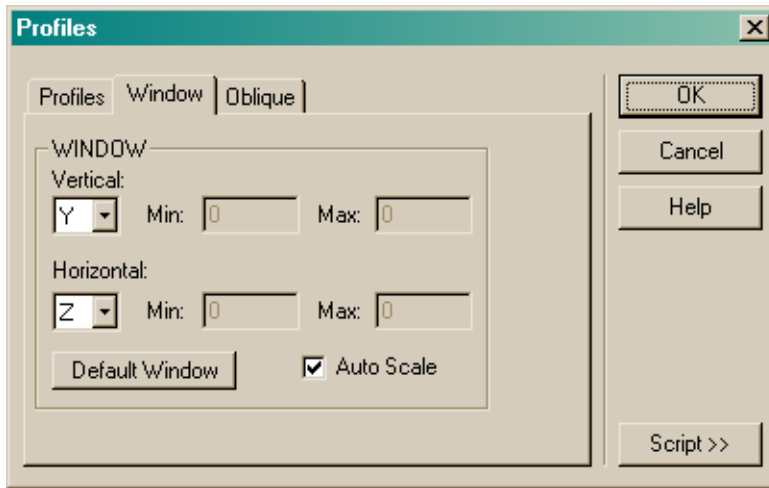 Profiles
Profiles Window Oblique
WINDOW
Vertical:
Y Min: 0 Max: 0
Horizontal:
Z Min: 0 Max: 0
Default Window Auto Scale
OK
Cancel
Help
Script >>